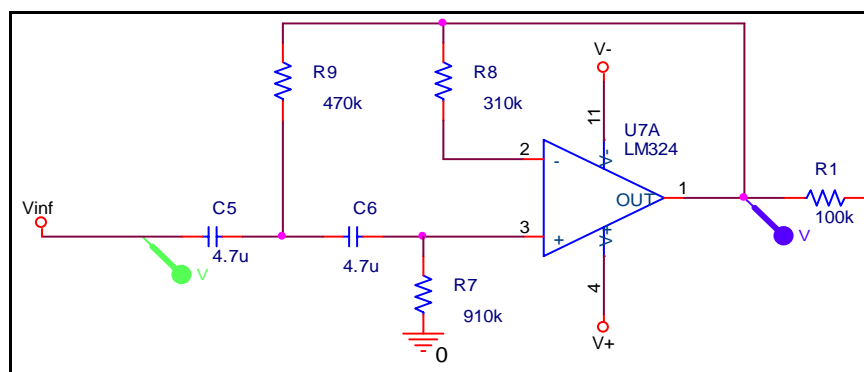 V-
R9
470k
R8
310k
11
U7A
LM324
V-
2
-
Vinf
C5
4.7u
C6
4.7u
OUT
1
R1
100k
3
+
V+
V
V
R7
910k
4
0
V+